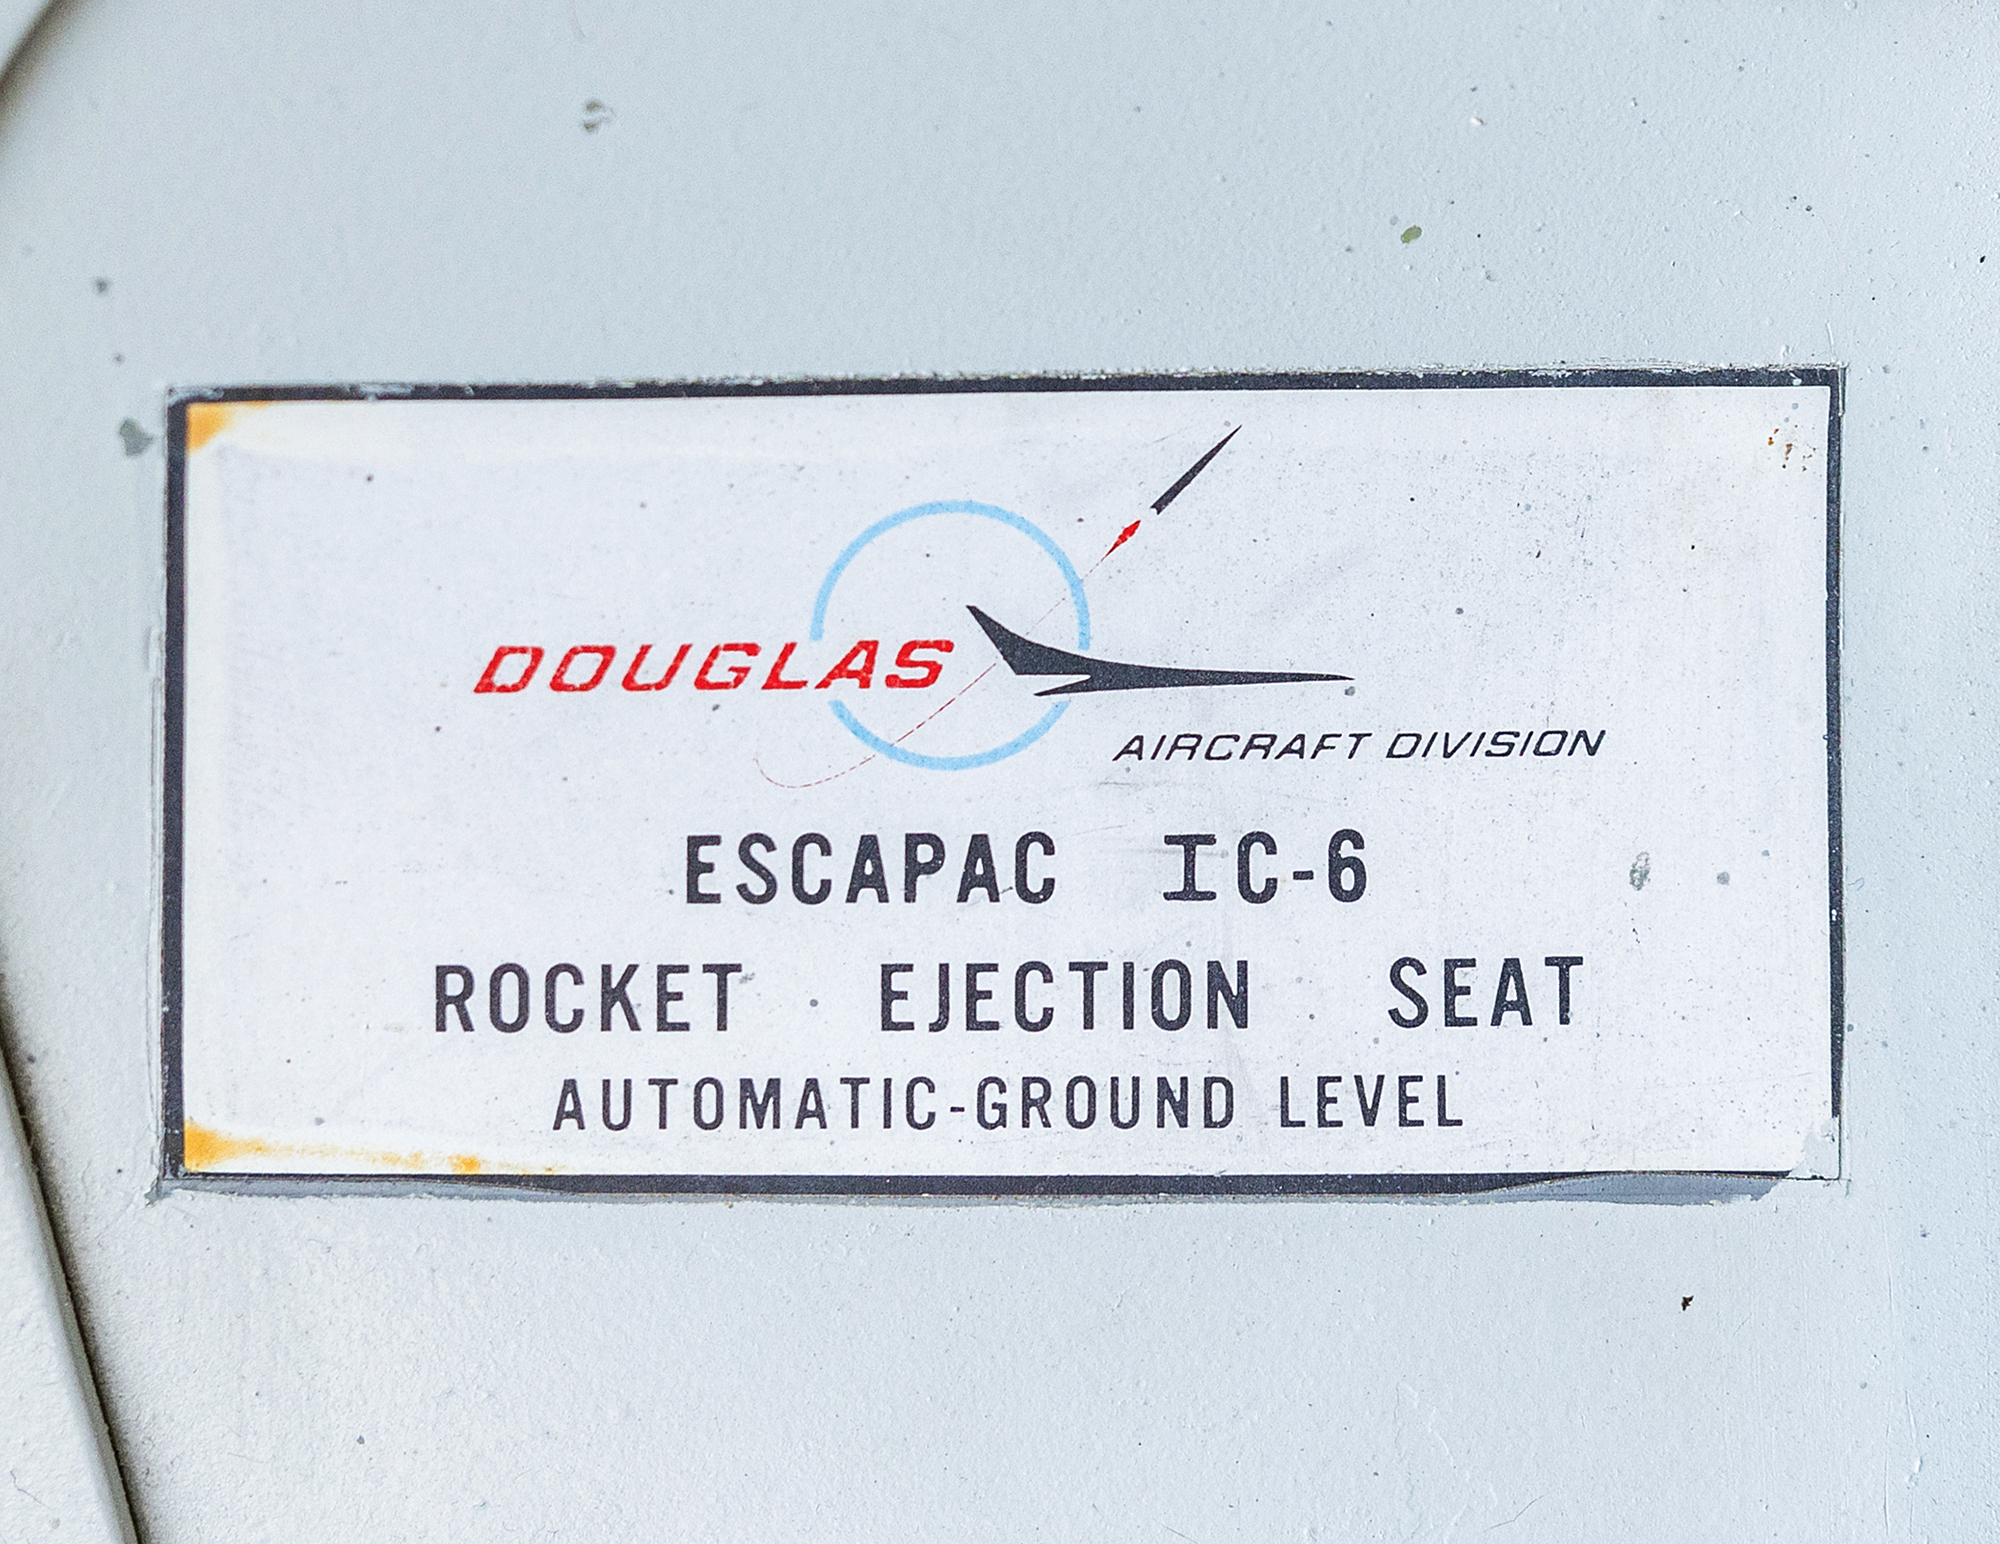 DOUGLAS
AIRCRAFT DIVISION
ESCAPAC IC-6
ROCKET EJECTION SEAT
AUTOMATIC-GROUND LEVEL